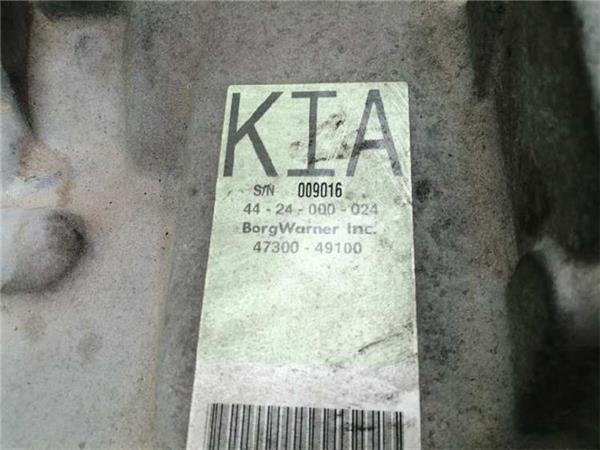 KIA
S/N 009016
44 - 24 - 000 - 024
BorgWarner Inc.
47300 - 49100